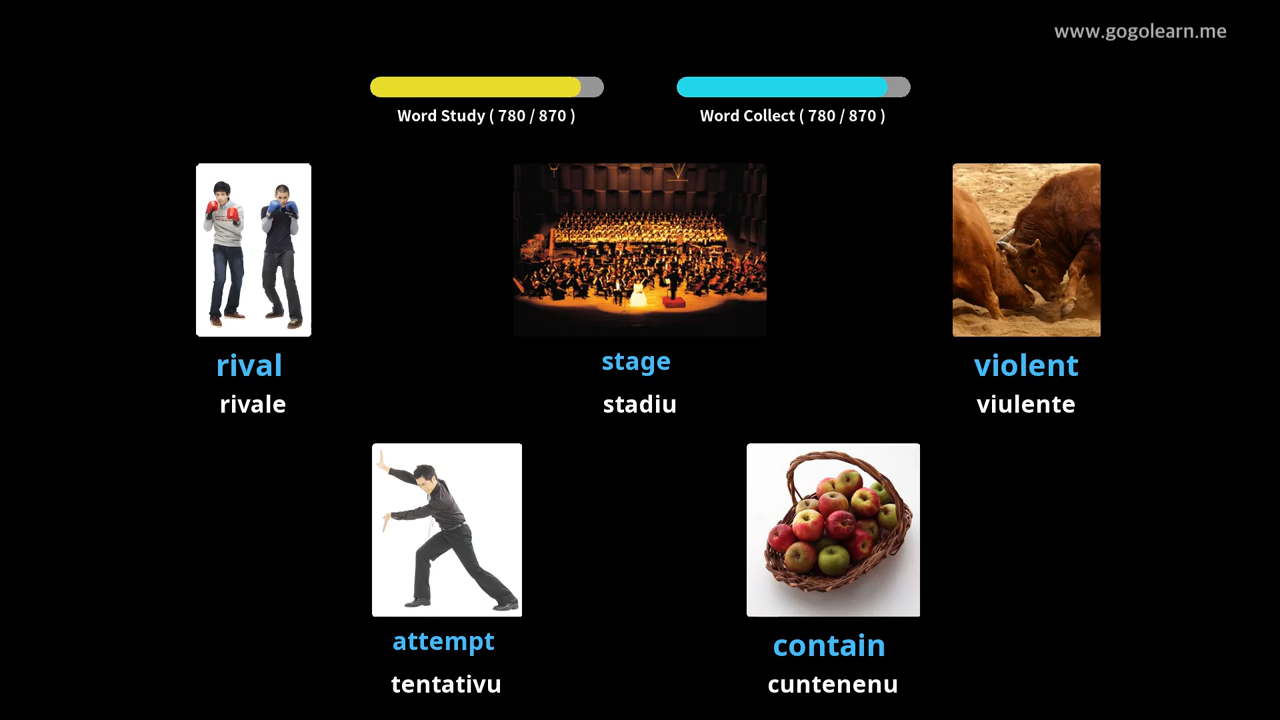 www.gogolearn.me
Word Study ( 780 / 870 )
Word Collect ( 780 / 870 )
rival
stage
violent
rivale
stadiu
viulente
attempt
contain
tentativu
cuntenenu